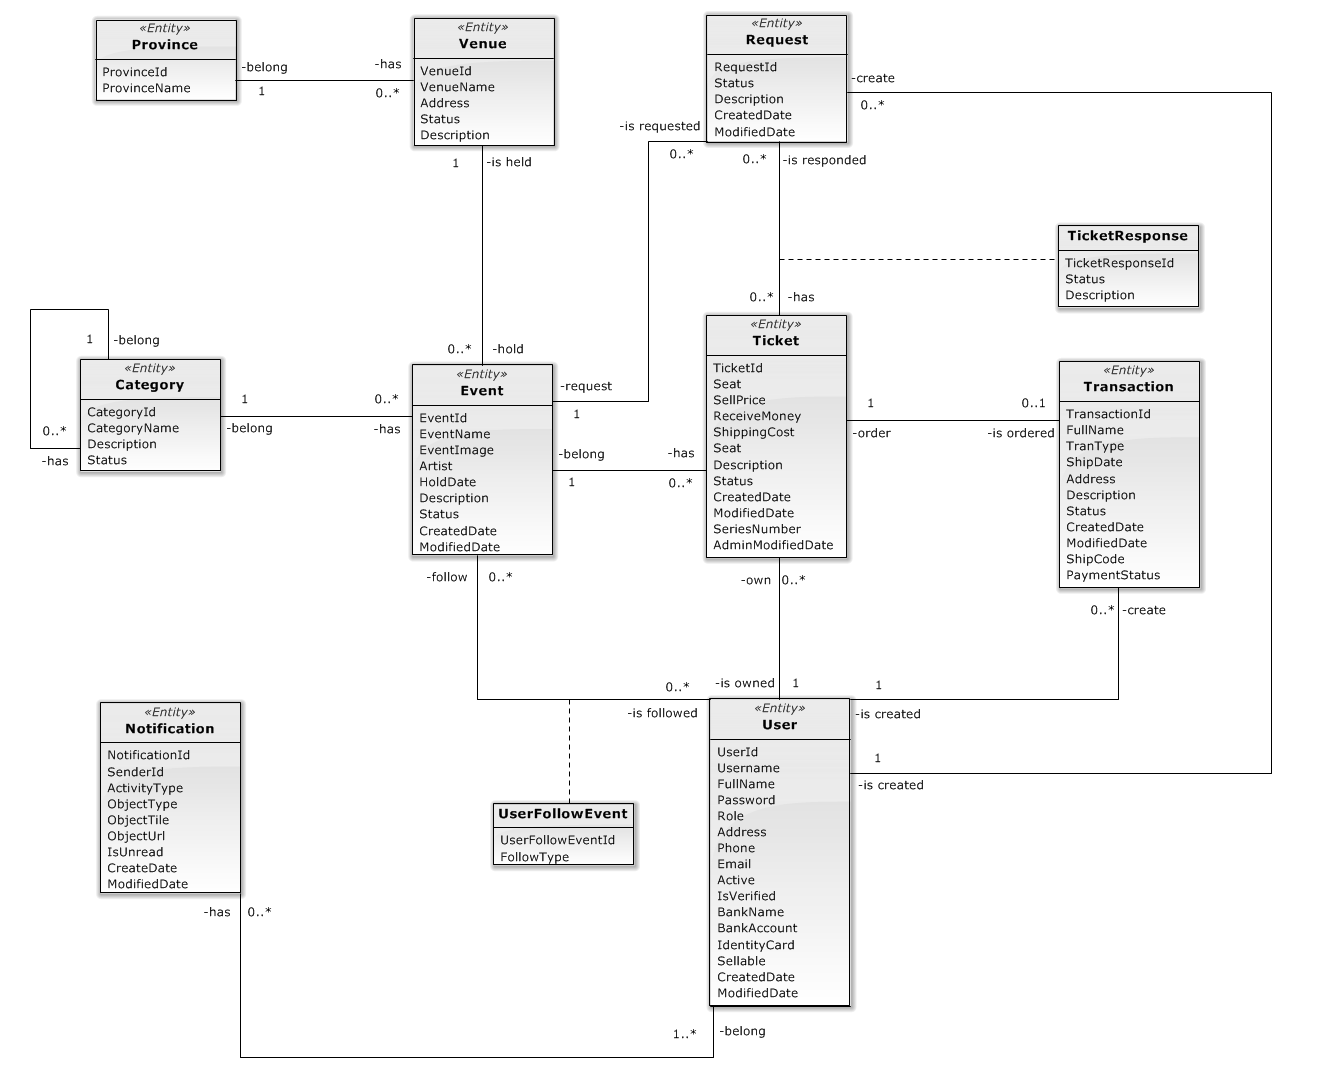 «Entity»
Province
ProvinceId
ProvinceName
-belong
1
-has
0..*
«Entity»
Venue
VenueId
VenueName
Address
Status
Description
1
-is held
«Entity»
Request
RequestId
Status
Description
CreatedDate
ModifiedDate
-create
0..*
-is requested
0..*
0..*
-is responded
TicketResponse
TicketResponseId
Status
Description
0..*
-has
1
-belong
«Entity»
Category
CategoryId
CategoryName
Description
Status
0..*
-has
1
-belong
0..*
-has
0..*
-hold
«Entity»
Event
EventId
EventName
EventImage
Artist
HoldDate
Description
Status
CreatedDate
ModifiedDate
-request
1
-belong
1
-has
0..*
«Entity»
Ticket
TicketId
Seat
SellPrice
ReceiveMoney
ShippingCost
Seat
Description
Status
CreatedDate
ModifiedDate
SeriesNumber
AdminModifiedDate
1
-order
0..1
-is ordered
«Entity»
Transaction
TransactionId
FullName
TranType
ShipDate
Address
Description
Status
CreatedDate
ModifiedDate
ShipCode
PaymentStatus
-follow
0..*
-own
0..*
0..*
-create
0..*
-is followed
-is owned
1
1
-is created
1
-is created
«Entity»
Notification
NotificationId
SenderId
ActivityType
ObjectType
ObjectTile
ObjectUrl
IsUnread
CreateDate
ModifiedDate
-has
0..*
UserFollowEvent
UserFollowEventId
FollowType
«Entity»
User
UserId
Username
FullName
Password
Role
Address
Phone
Email
Active
IsVerified
BankName
BankAccount
IdentityCard
Sellable
CreatedDate
ModifiedDate
1..*
-belong